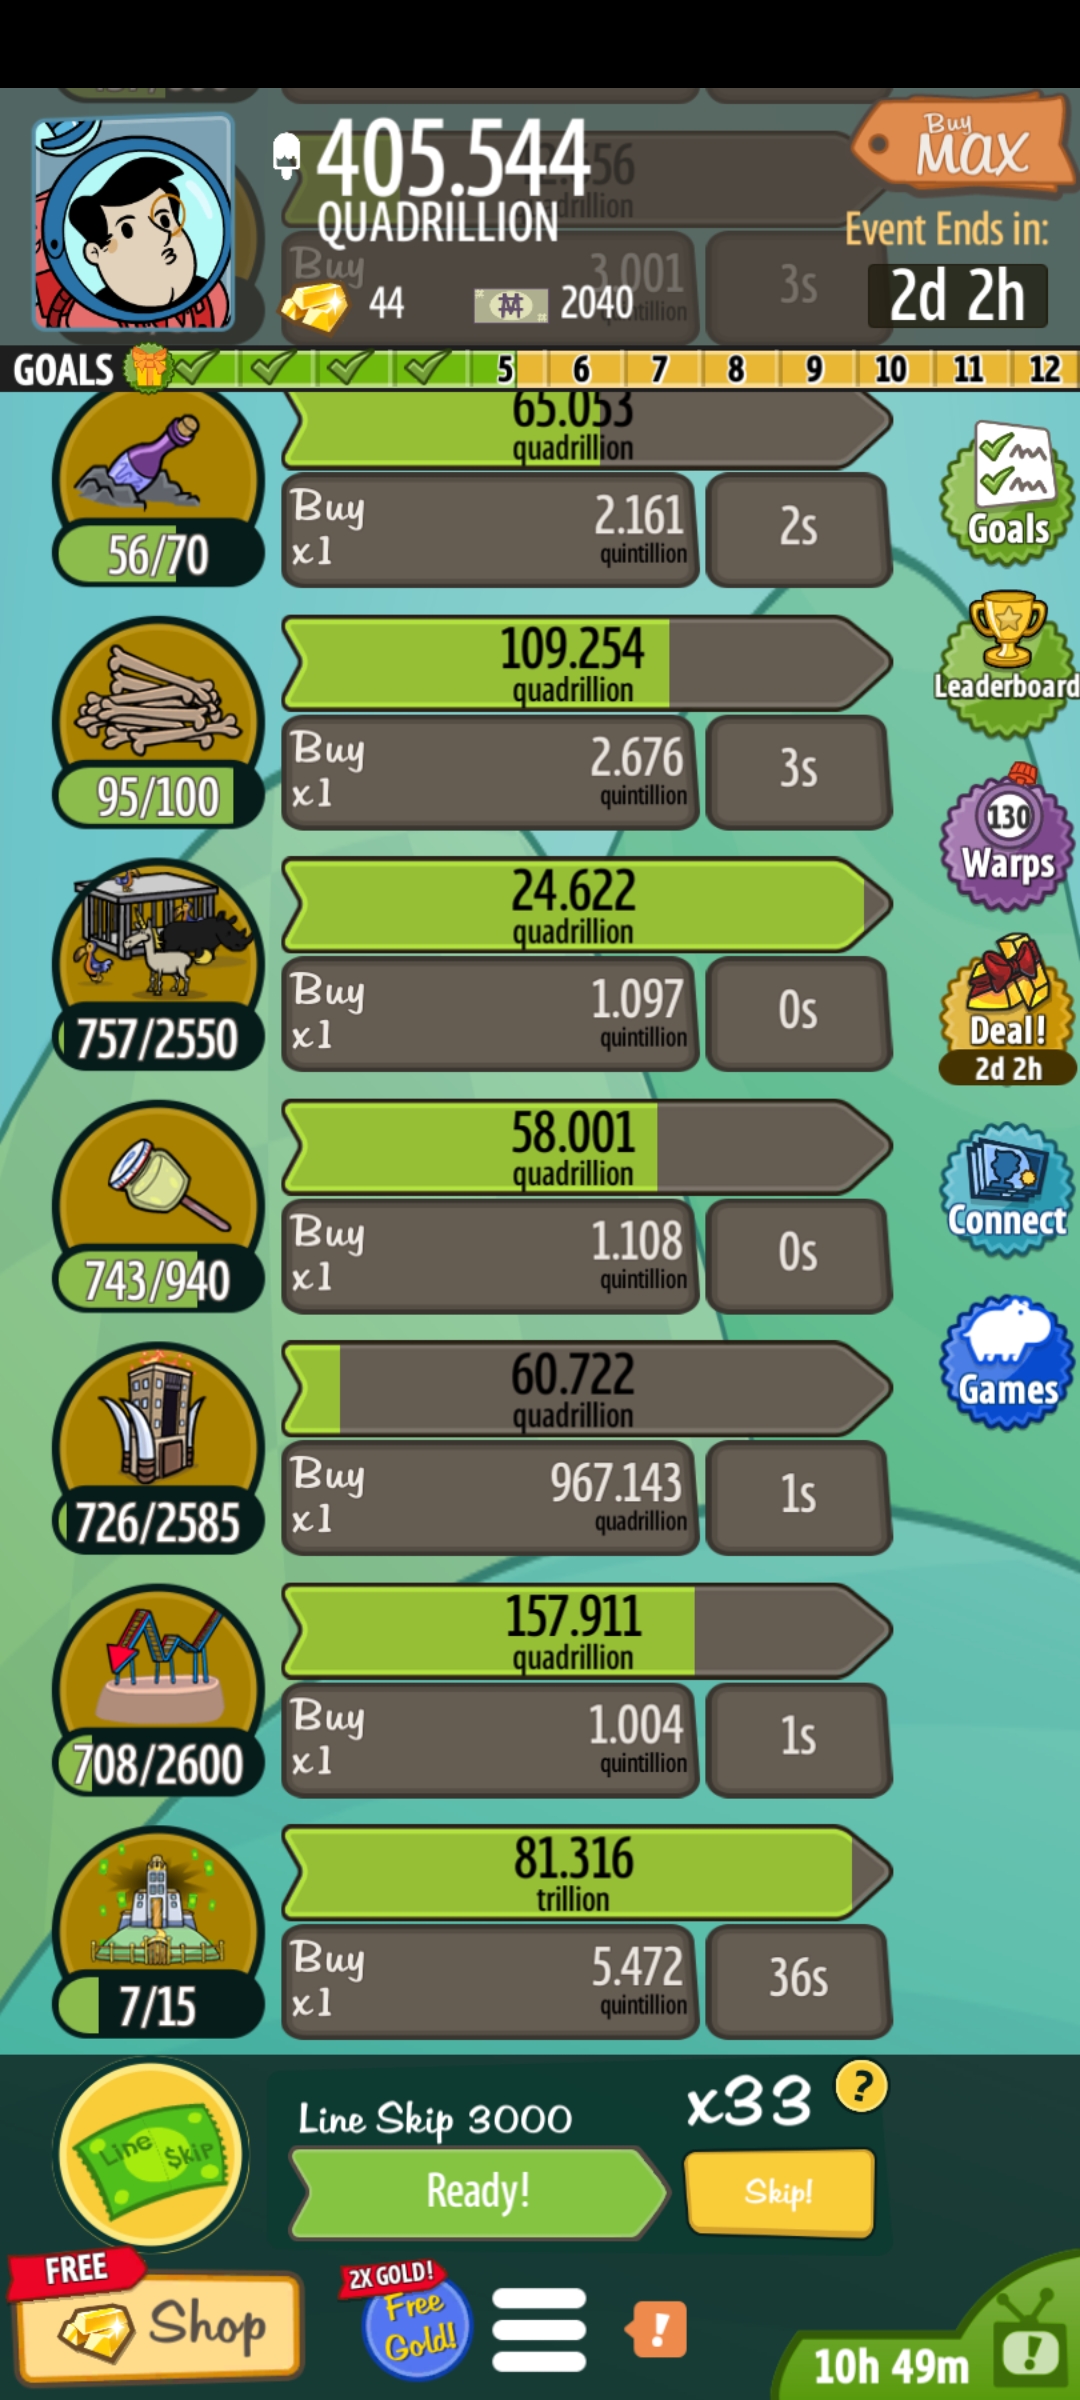 405.544
QUADRILLION
44
2040
Buy
MAX
Event Ends in:
2d 2h
Buy
3.001
3s
GOALS
5 6 7 8 9 10 11 12
65.053
quadrillion
56/70
Buy
x1
2.161
quintillion
2s
Goals
109.254
quadrillion
95/100
Buy
x1
2.676
quintillion
3s
Leaderboard
24.622
quadrillion
757/2550
Buy
x1
1.097
quintillion
0s
130
Warps
Deal!
2d 2h
58.001
quadrillion
743/940
Buy
x1
1.108
quintillion
0s
Connect
60.722
quadrillion
726/2585
Buy
x1
967.143
quadrillion
1s
Games
157.911
quadrillion
708/2600
Buy
x1
1.004
quintillion
1s
81.316
trillion
7/15
Buy
x1
5.472
quintillion
36s
Line $kip
Line Skip 3000
x33
?
Ready!
Skip!
FREE
Shop
2X GOLD!
Free
Gold!
!
10h 49m
!